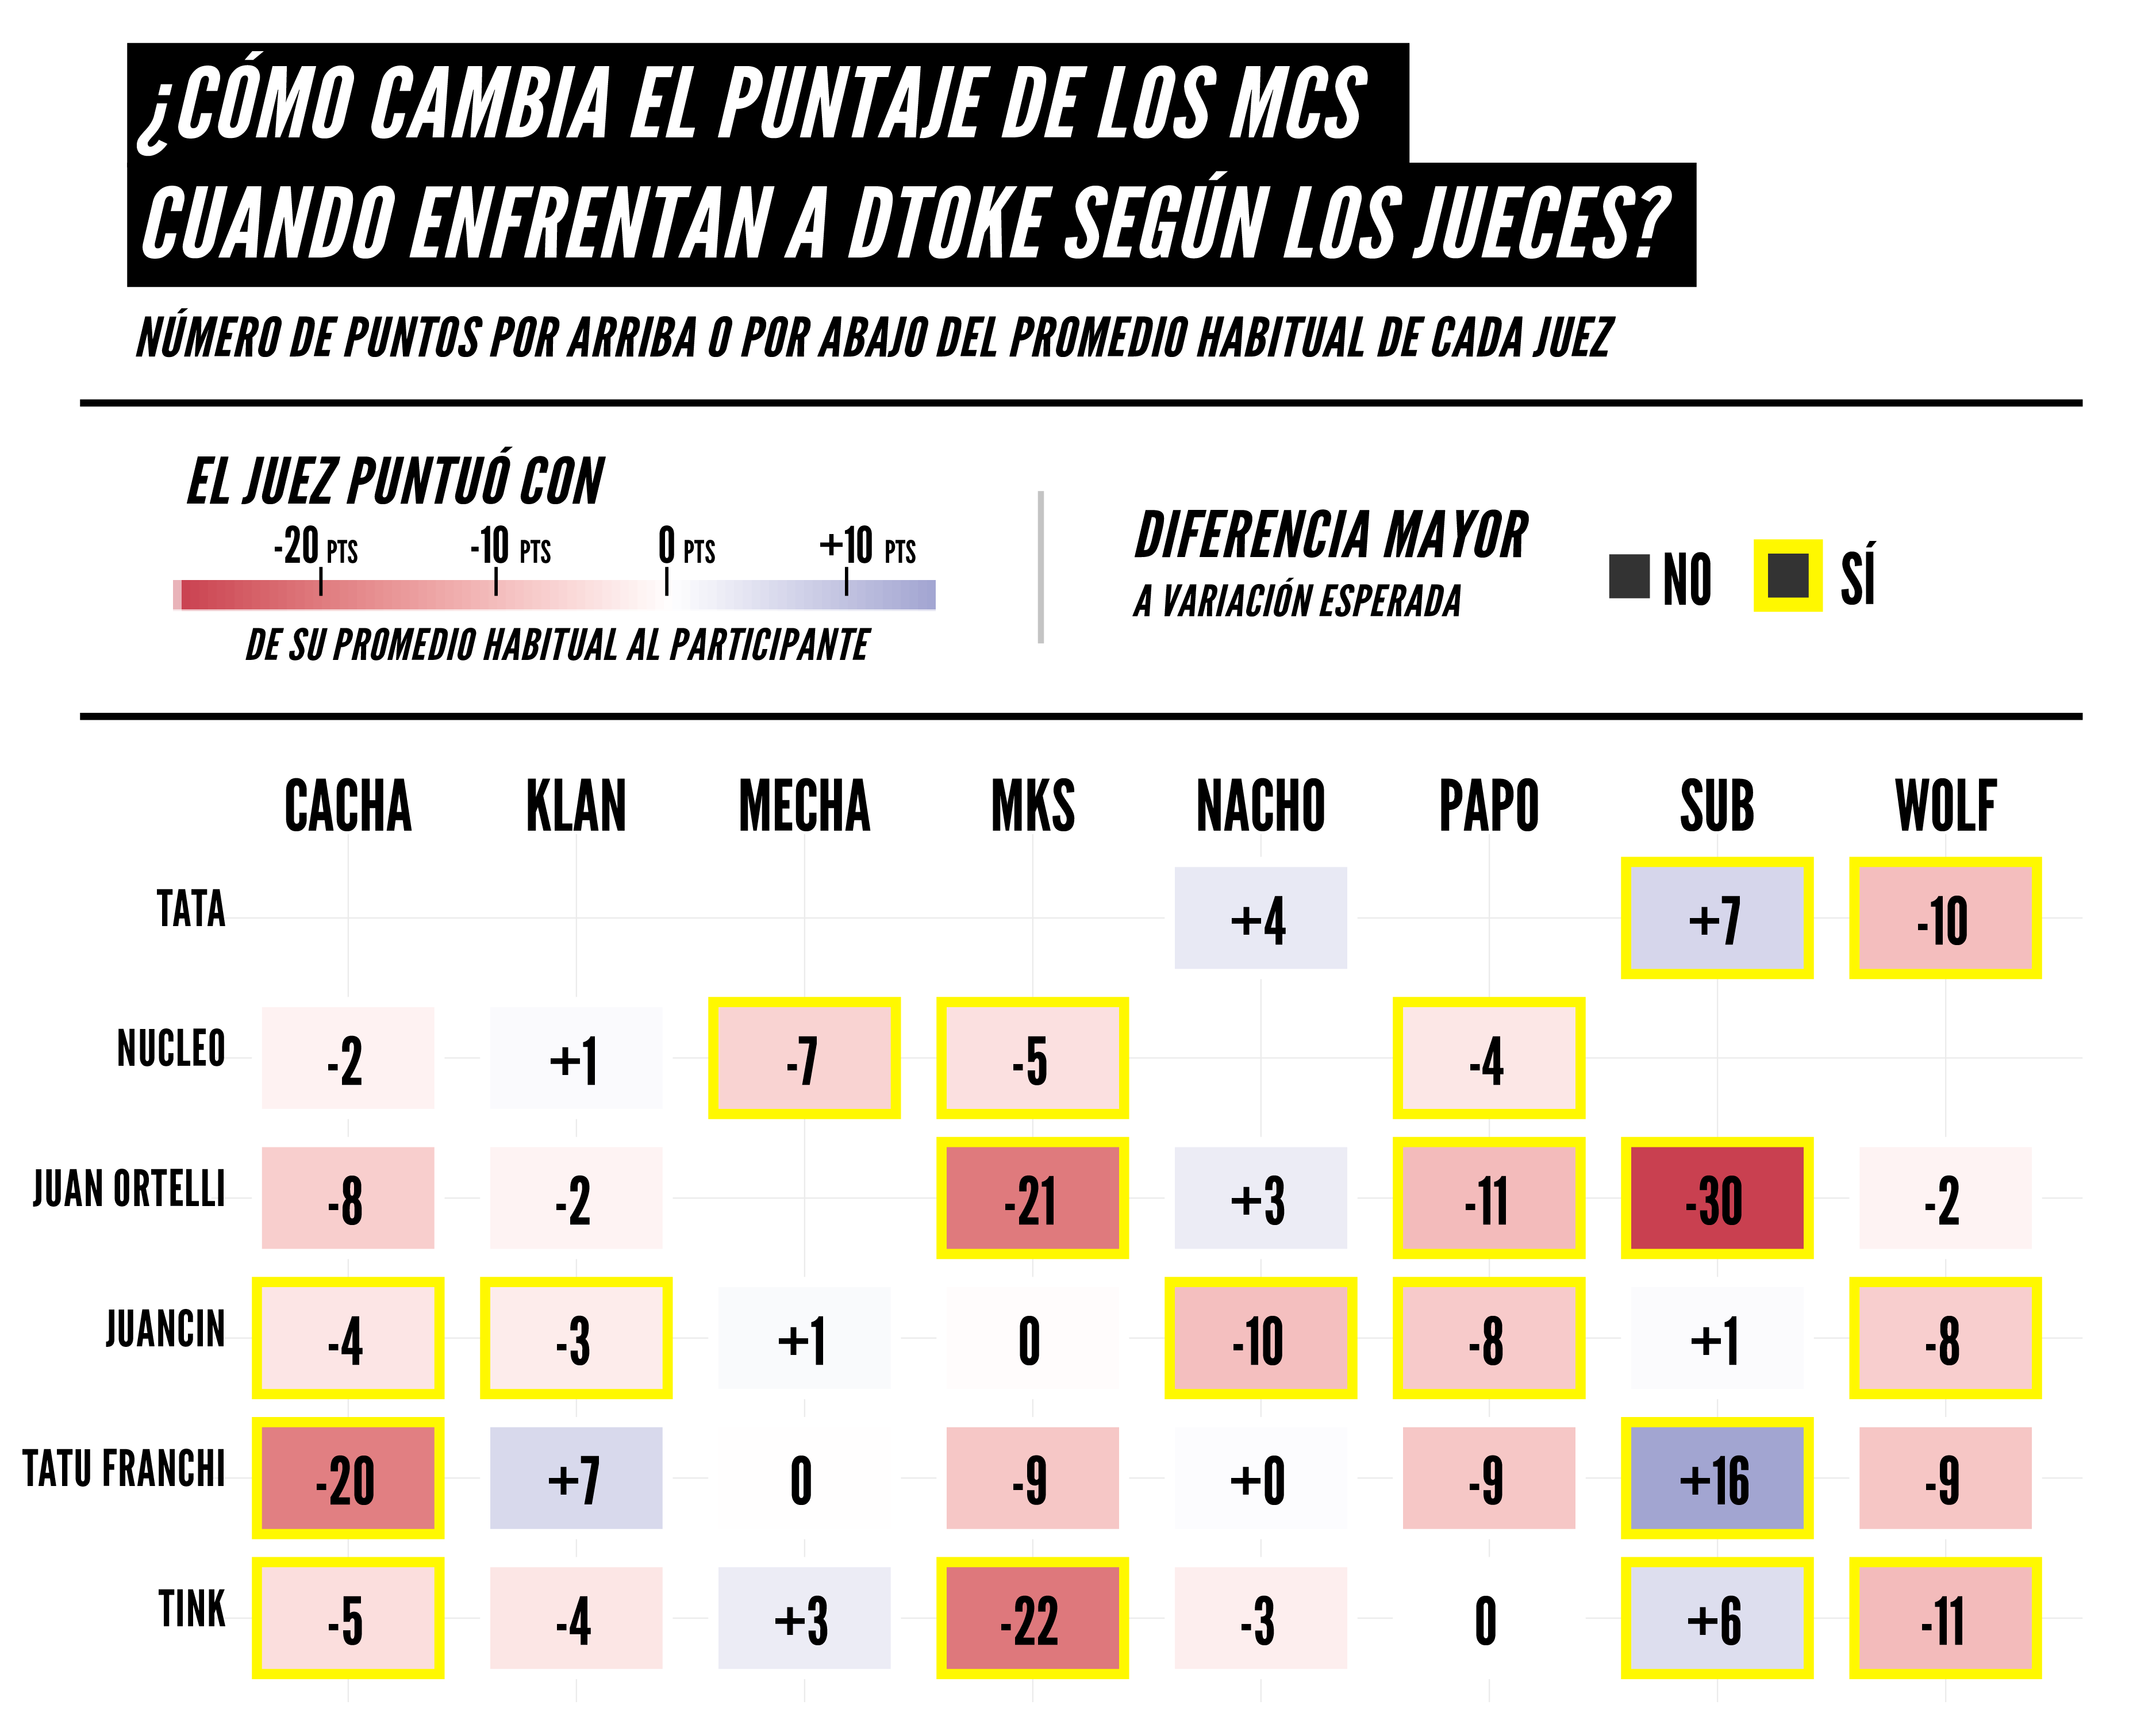 ¿CÓMO CAMBIA EL PUNTAJE DE LOS MCS
CUANDO ENFRENTAN A DTOKE SEGÚN LOS JUECES?
NÚMERO DE PUNTOS POR ARRIBA O POR ABAJO DEL PROMEDIO HABITUAL DE CADA JUEZ
EL JUEZ PUNTUÓ CON
-20 PTS -10 PTS 0 PTS +10 PTS
DE SU PROMEDIO HABITUAL AL PARTICIPANTE
DIFERENCIA MAYOR
A VARIACIÓN ESPERADA
NO SÍ
CACHA KLAN MECHA MKS NACHO PAPO SUB WOLF
TATA +4 +7 -10
NUCLEO -2 +1 -7 -5 -4
JUAN ORTELLI -8 -2 -21 +3 -11 -30 -2
JUANCIN -4 -3 +1 0 -10 -8 +1 -8
TATU FRANCHI -20 +7 0 -9 +0 -9 +16 -9
TINK -5 -4 +3 -22 -3 0 +6 -11